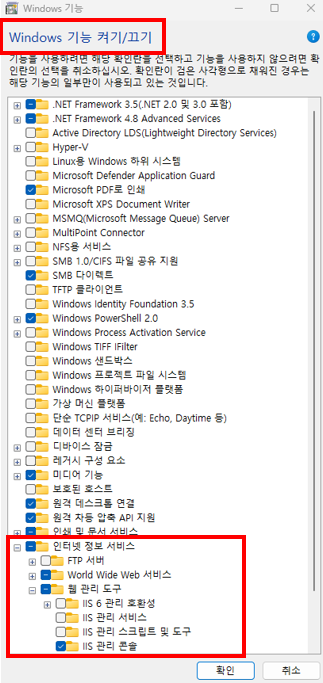 Windows 기능
Windows 기능 켜기/끄기
기능을 사용하려면 해당 확인란을 선택하고 기능을 사용하지 않으려면 확
인란의 선택을 취소하십시오. 확인란이 검은 사각형으로 채워진 경우는
해당 기능의 일부만이 사용되고 있는 것입니다.
.NET Framework 3.5(.NET 2.0 및 3.0 포함)
.NET Framework 4.8 Advanced Services
Active Directory LDS(Lightweight Directory Services)
Hyper-V
Linux용 Windows 하위 시스템
Microsoft Defender Application Guard
Microsoft PDF로 인쇄
Microsoft XPS Document Writer
MSMQ(Microsoft Message Queue) Server
MultiPoint Connector
NFS용 서비스
SMB 1.0/CIFS 파일 공유 지원
SMB 다이렉트
TFTP 클라이언트
Windows Identity Foundation 3.5
Windows PowerShell 2.0
Windows Process Activation Service
Windows TIFF IFilter
Windows 샌드박스
Windows 프로젝트 파일 시스템
Windows 하이퍼바이저 플랫폼
가상 머신 플랫폼
단순 TCPIP 서비스(예: Echo, Daytime 등)
데이터 센터 브리징
디바이스 잠금
레거시 구성 요소
미디어 기능
보호된 호스트
원격 데스크톱 연결
원격 자동 압축 API 지원
인쇄 및 문서 서비스
인터넷 정보 서비스
FTP 서버
World Wide Web 서비스
웹 관리 도구
IIS 6 관리 호환성
IIS 관리 서비스
IIS 관리 스크립트 및 도구
IIS 관리 콘솔
확인
취소